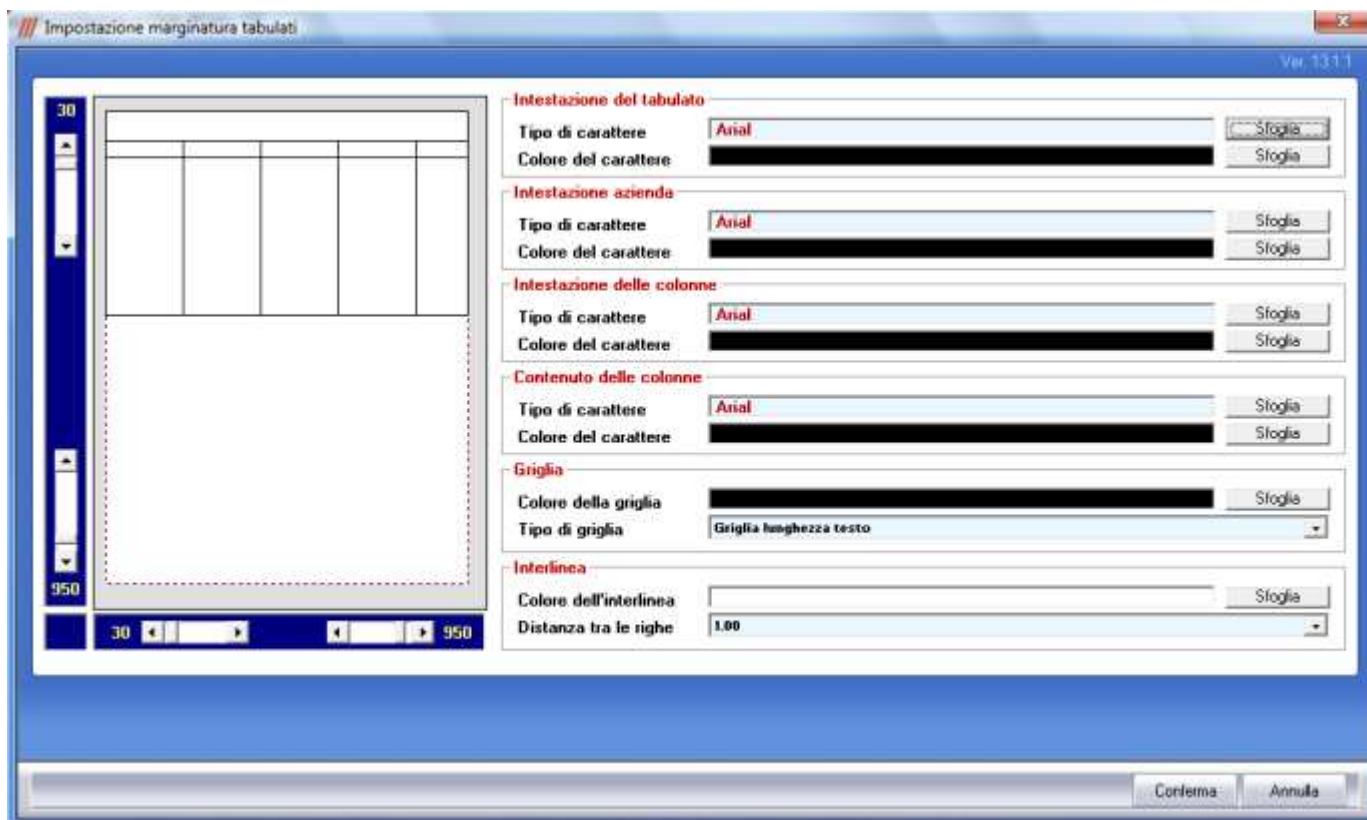 Impostazione marginatura tabulati
Ver. 13.1.1
30
950
30
950
Intestazione del tabulato
Tipo di carattere Arial Sfoglia
Colore del carattere Sfoglia
Intestazione azienda
Tipo di carattere Arial Sfoglia
Colore del carattere Sfoglia
Intestazione delle colonne
Tipo di carattere Arial Sfoglia
Colore del carattere Sfoglia
Contenuto delle colonne
Tipo di carattere Arial Sfoglia
Colore del carattere Sfoglia
Griglia
Colore della griglia Sfoglia
Tipo di griglia Griglia lunghezza testo
Interlinea
Colore dell'interlinea Sfoglia
Distanza tra le righe 1.00
Conferma Annulla